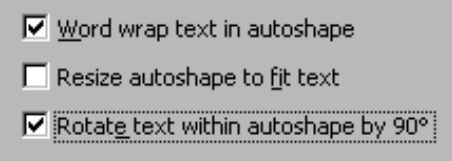 Word wrap text in autoshape
Resize autoshape to fit text
Rotate text within autoshape by 90°